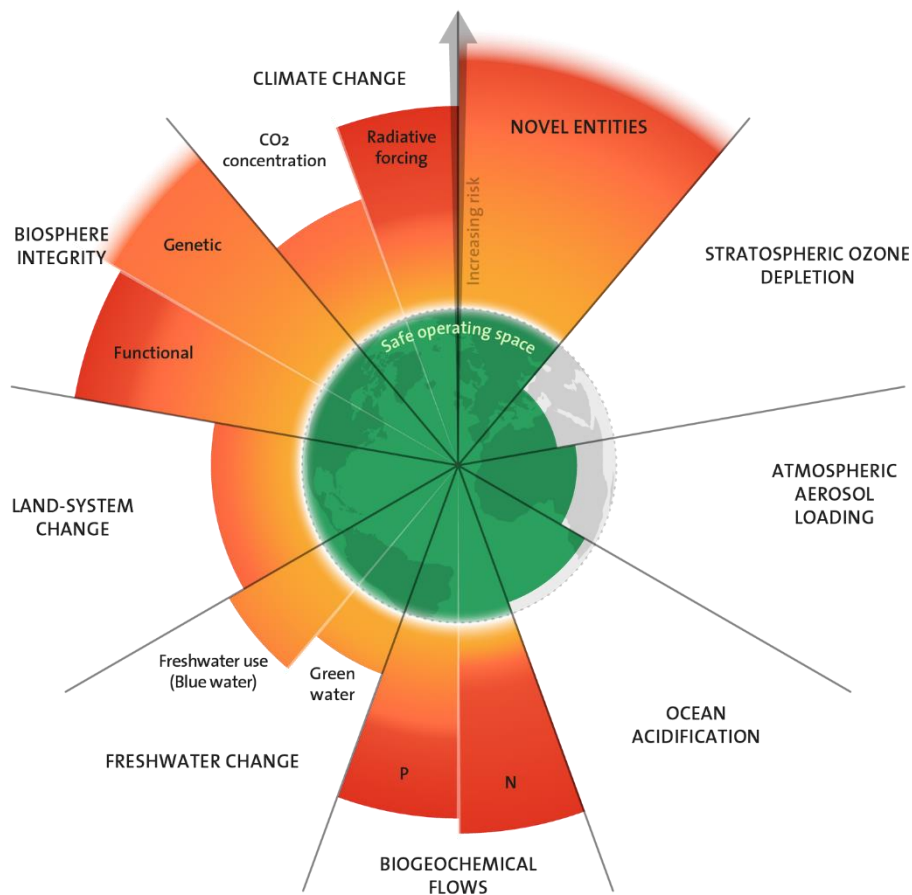 CLIMATE CHANGE
CO2
concentration
Radiative
forcing
Increasing risk
NOVEL ENTITIES
BIOSPHERE
INTEGRITY
Genetic
Functional
STRATOSPHERIC OZONE
DEPLETION
Safe operating space
LAND-SYSTEM
CHANGE
ATMOSPHERIC
AEROSOL
LOADING
Freshwater use
(Blue water)
Green
water
FRESHWATER CHANGE
P
N
OCEAN
ACIDIFICATION
BIOGEOCHEMICAL
FLOWS